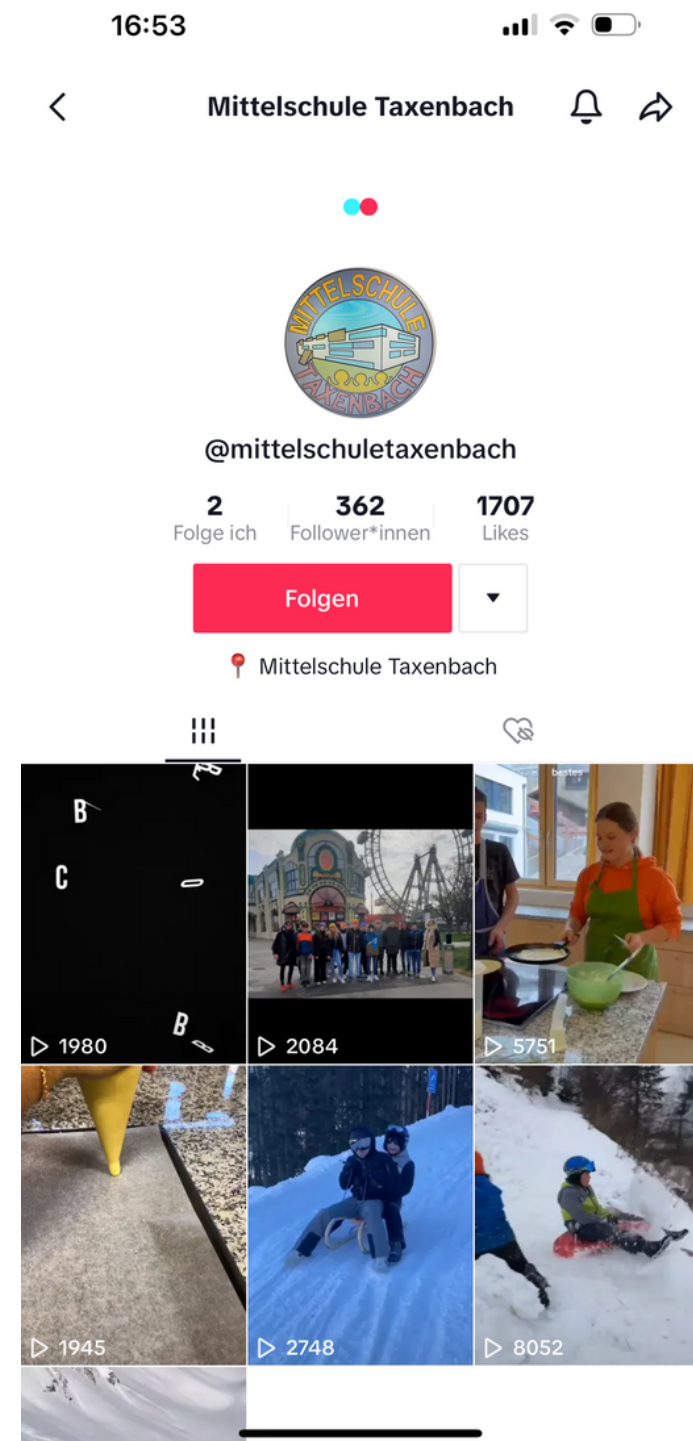 16:53
Mittelschule Taxenbach
MITTELSCHULE
TAXENBACH
@mittelschuletaxenbach
2 362 1707
Folge ich Follower*innen Likes
Folgen
Mittelschule Taxenbach
B
C
B
bestes
1980 2084 5751
1945 2748 8052